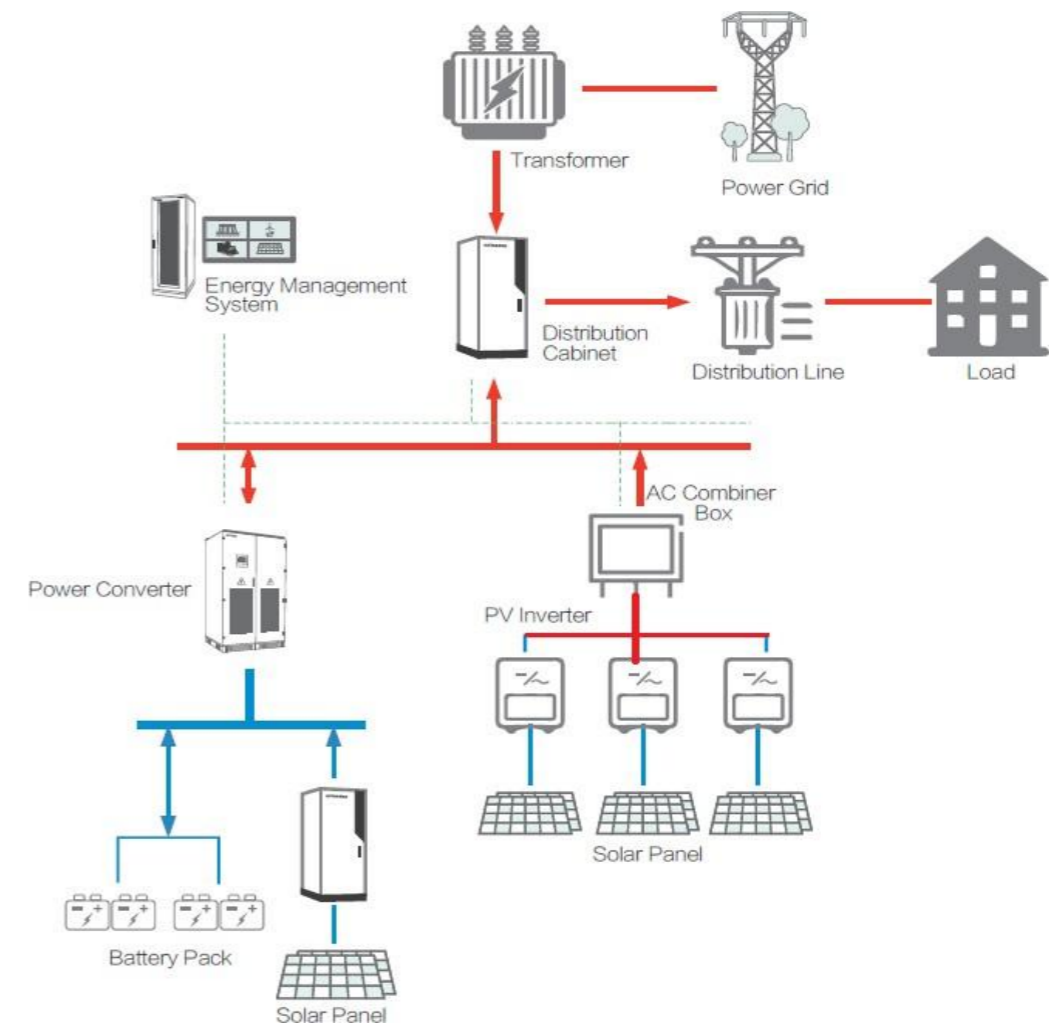 Transformer
Power Grid
Energy Management
System
Distribution
Cabinet
Distribution Line
Load
AC Combiner
Box
Power Converter
PV Inverter
Solar Panel
Battery Pack
Solar Panel